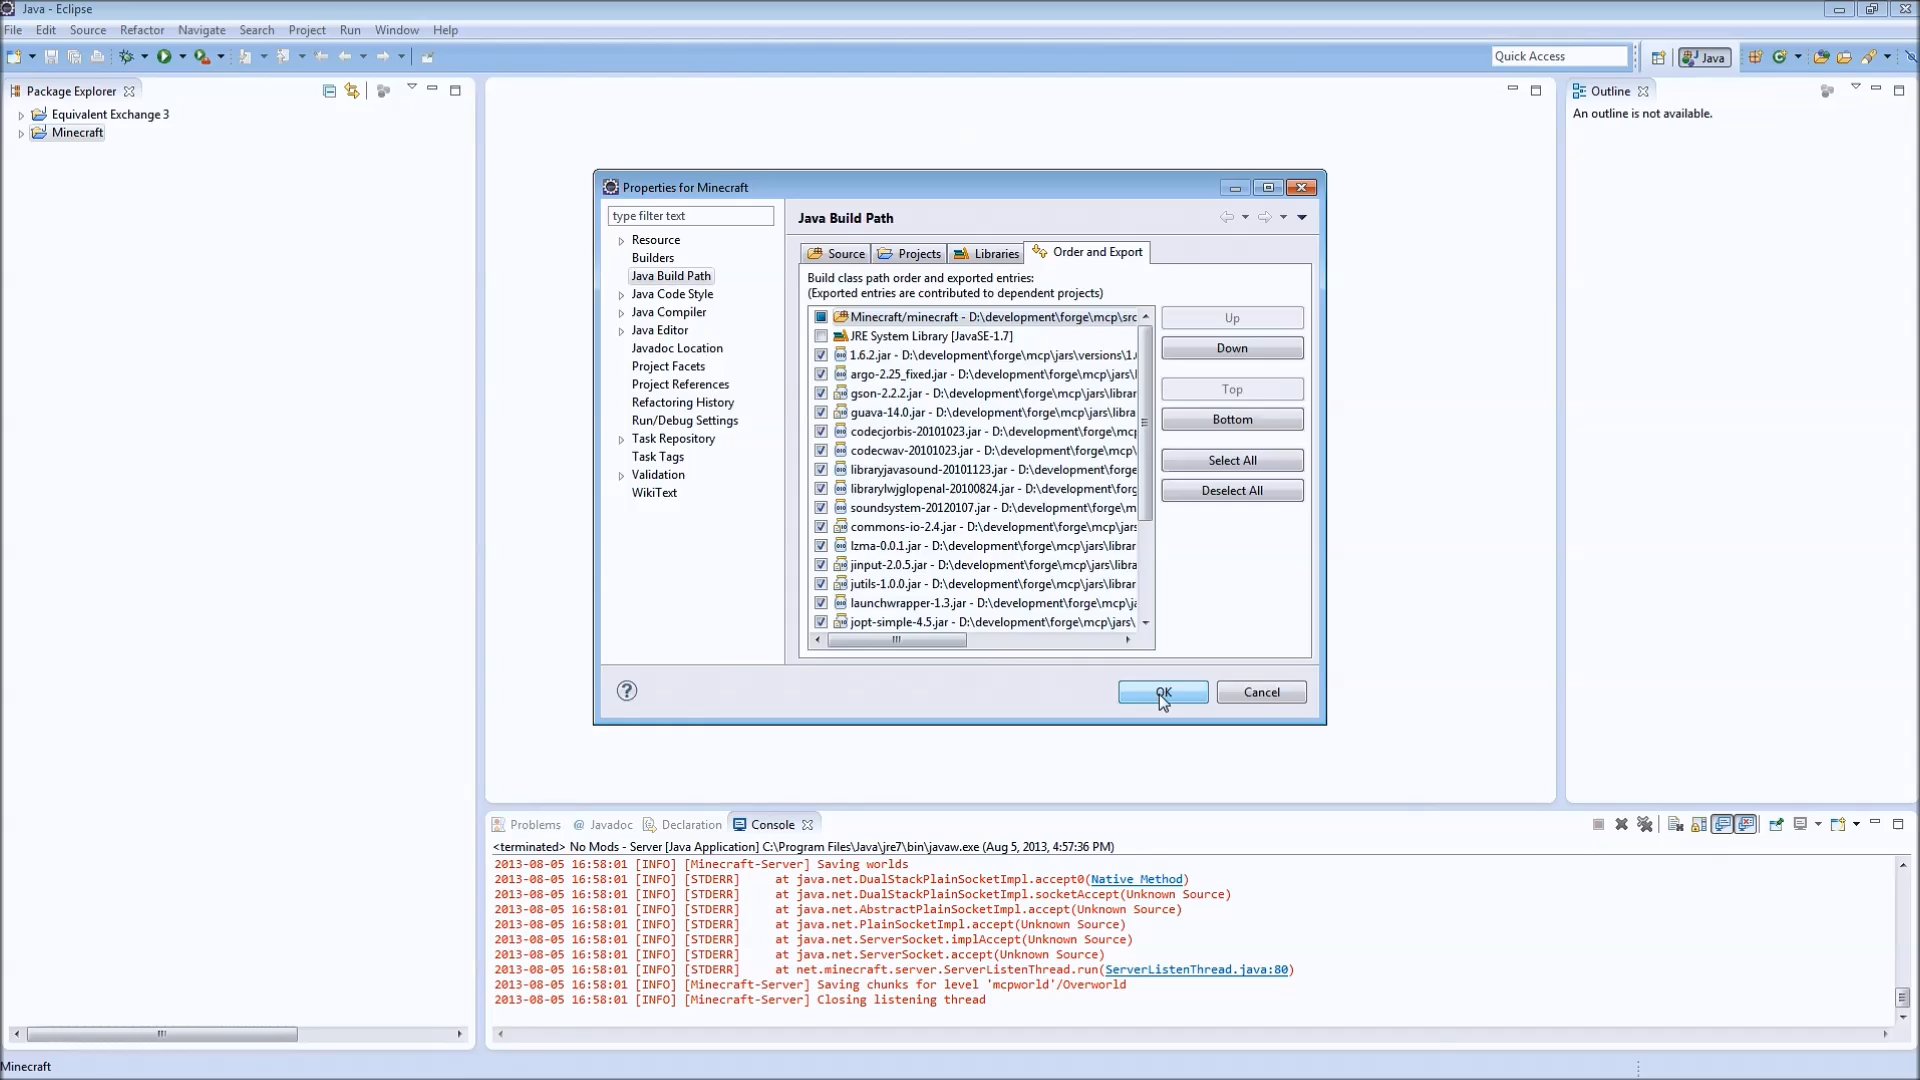 Java - Eclipse
File Edit Source Refactor Navigate Search Project Run Window Help
Quick Access
Java
Package Explorer
Equivalent Exchange 3
Minecraft
Outline
An outline is not available.
Properties for Minecraft
type filter text
Resource
Builders
Java Build Path
Java Code Style
Java Compiler
Java Editor
Javadoc Location
Project Facets
Project References
Refactoring History
Run/Debug Settings
Task Repository
Task Tags
Validation
WikiText
Java Build Path
Source Projects Libraries Order and Export
Build class path order and exported entries:
(Exported entries are contributed to dependent projects)
Minecraft/minecraft - D:\development\forge\mcp\src
JRE System Library [JavaSE-1.7]
1.6.2.jar - D:\development\forge\mcp\jars\versions\1.
argo-2.25_fixed.jar - D:\development\forge\mcp\jars\l
gson-2.2.2.jar - D:\development\forge\mcp\jars\librar
guava-14.0.jar - D:\development\forge\mcp\jars\libra
codecjorbis-20101023.jar - D:\development\forge\mcp
codecwav-20101023.jar - D:\development\forge\mcp\
libraryjavasound-20101123.jar - D:\development\forge
librarylwjglopenal-20100824.jar - D:\development\forg
soundsystem-20120107.jar - D:\development\forge\m
commons-io-2.4.jar - D:\development\forge\mcp\jars
lzma-0.0.1.jar - D:\development\forge\mcp\jars\librar
jinput-2.0.5.jar - D:\development\forge\mcp\jars\libra
jutils-1.0.0.jar - D:\development\forge\mcp\jars\librar
launchwrapper-1.3.jar - D:\development\forge\mcp\ja
jopt-simple-4.5.jar - D:\development\forge\mcp\jars\
Up
Down
Top
Bottom
Select All
Deselect All
OK Cancel
Problems Javadoc Declaration Console
<terminated> No Mods - Server [Java Application] C:\Program Files\Java\jre7\bin\javaw.exe (Aug 5, 2013, 4:57:36 PM)
2013-08-05 16:58:01 [INFO] [Minecraft-Server] Saving worlds
2013-08-05 16:58:01 [INFO] [STDERR] at java.net.DualStackPlainSocketImpl.accept0(Native Method)
2013-08-05 16:58:01 [INFO] [STDERR] at java.net.DualStackPlainSocketImpl.socketAccept(Unknown Source)
2013-08-05 16:58:01 [INFO] [STDERR] at java.net.AbstractPlainSocketImpl.accept(Unknown Source)
2013-08-05 16:58:01 [INFO] [STDERR] at java.net.PlainSocketImpl.accept(Unknown Source)
2013-08-05 16:58:01 [INFO] [STDERR] at java.net.ServerSocket.implAccept(Unknown Source)
2013-08-05 16:58:01 [INFO] [STDERR] at java.net.ServerSocket.accept(Unknown Source)
2013-08-05 16:58:01 [INFO] [STDERR] at net.minecraft.server.ServerListenThread.run(ServerListenThread.java:80)
2013-08-05 16:58:01 [INFO] [Minecraft-Server] Saving chunks for level 'mcpworld'/Overworld
2013-08-05 16:58:01 [INFO] [Minecraft-Server] Closing listening thread
Minecraft